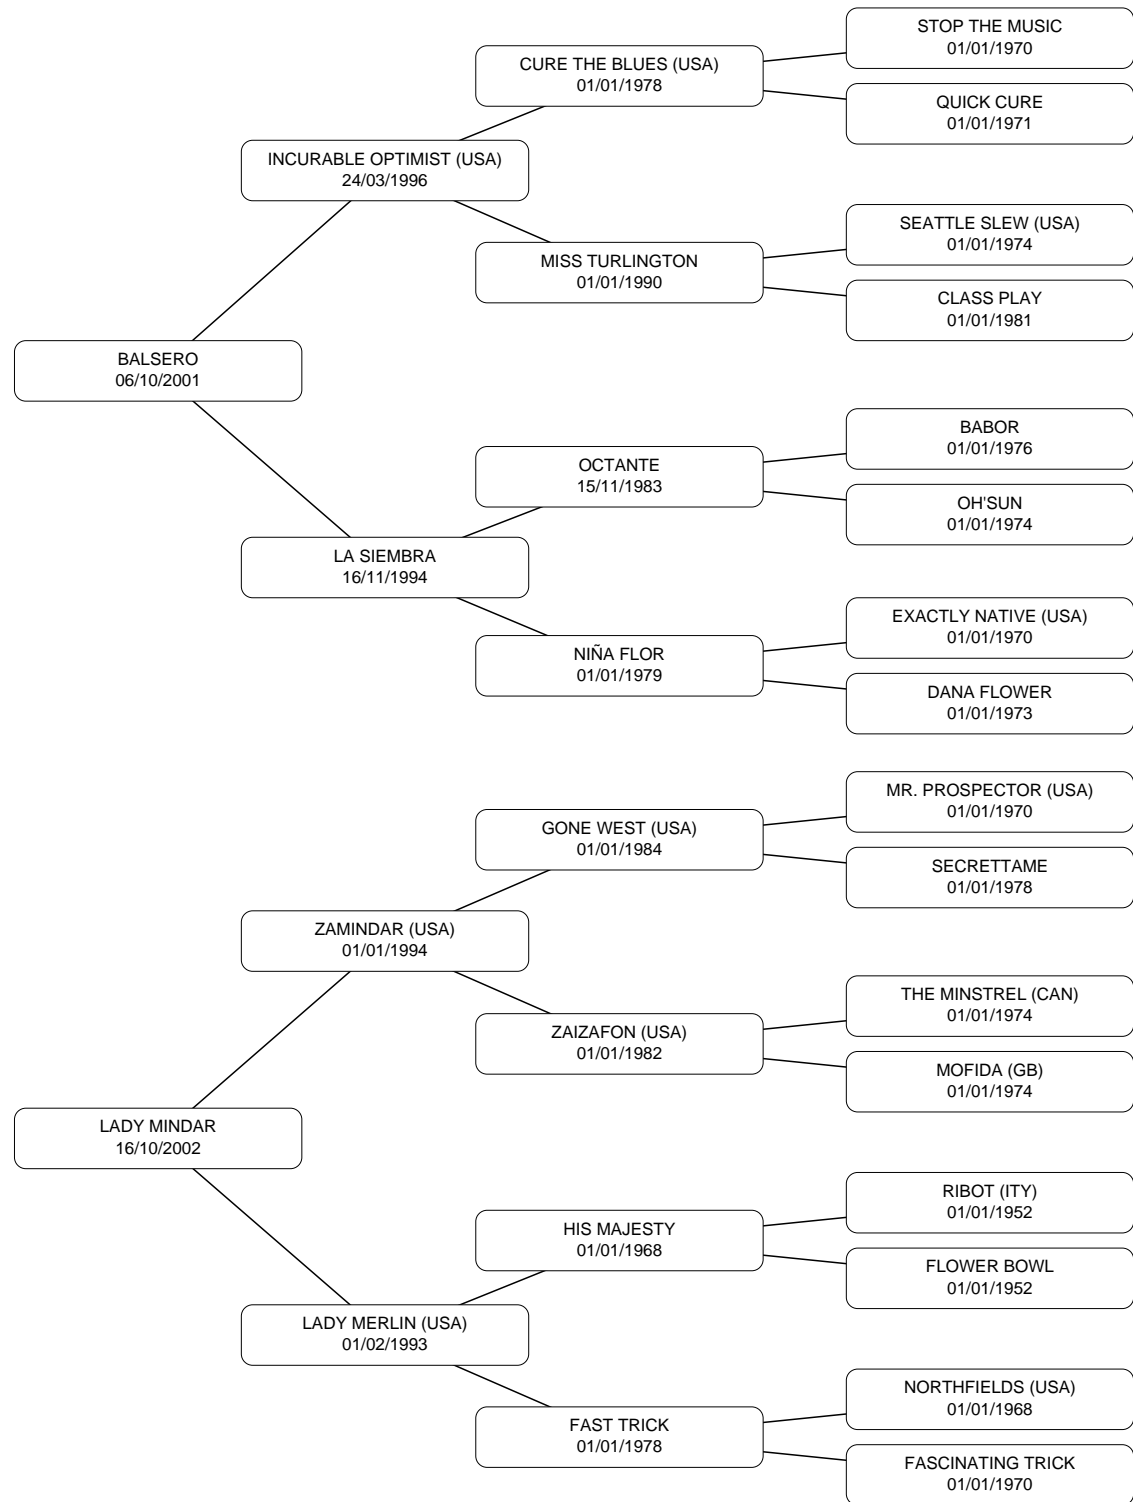 STOP THE MUSIC
01/01/1970
CURE THE BLUES (USA)
01/01/1978
QUICK CURE
01/01/1971
INCURABLE OPTIMIST (USA)
24/03/1996
SEATTLE SLEW (USA)
01/01/1974
MISS TURLINGTON
01/01/1990
CLASS PLAY
01/01/1981
BALSERO
06/10/2001
BABOR
01/01/1976
OCTANTE
15/11/1983
OH'SUN
01/01/1974
LA SIEMBRA
16/11/1994
EXACTLY NATIVE (USA)
01/01/1970
NIÑA FLOR
01/01/1979
DANA FLOWER
01/01/1973
MR. PROSPECTOR (USA)
01/01/1970
GONE WEST (USA)
01/01/1984
SECRETTAME
01/01/1978
ZAMINDAR (USA)
01/01/1994
THE MINSTREL (CAN)
01/01/1974
ZAIZAFON (USA)
01/01/1982
MOFIDA (GB)
01/01/1974
LADY MINDAR
16/10/2002
RIBOT (ITY)
01/01/1952
HIS MAJESTY
01/01/1968
FLOWER BOWL
01/01/1952
LADY MERLIN (USA)
01/02/1993
NORTHFIELDS (USA)
01/01/1968
FAST TRICK
01/01/1978
FASCINATING TRICK
01/01/1970